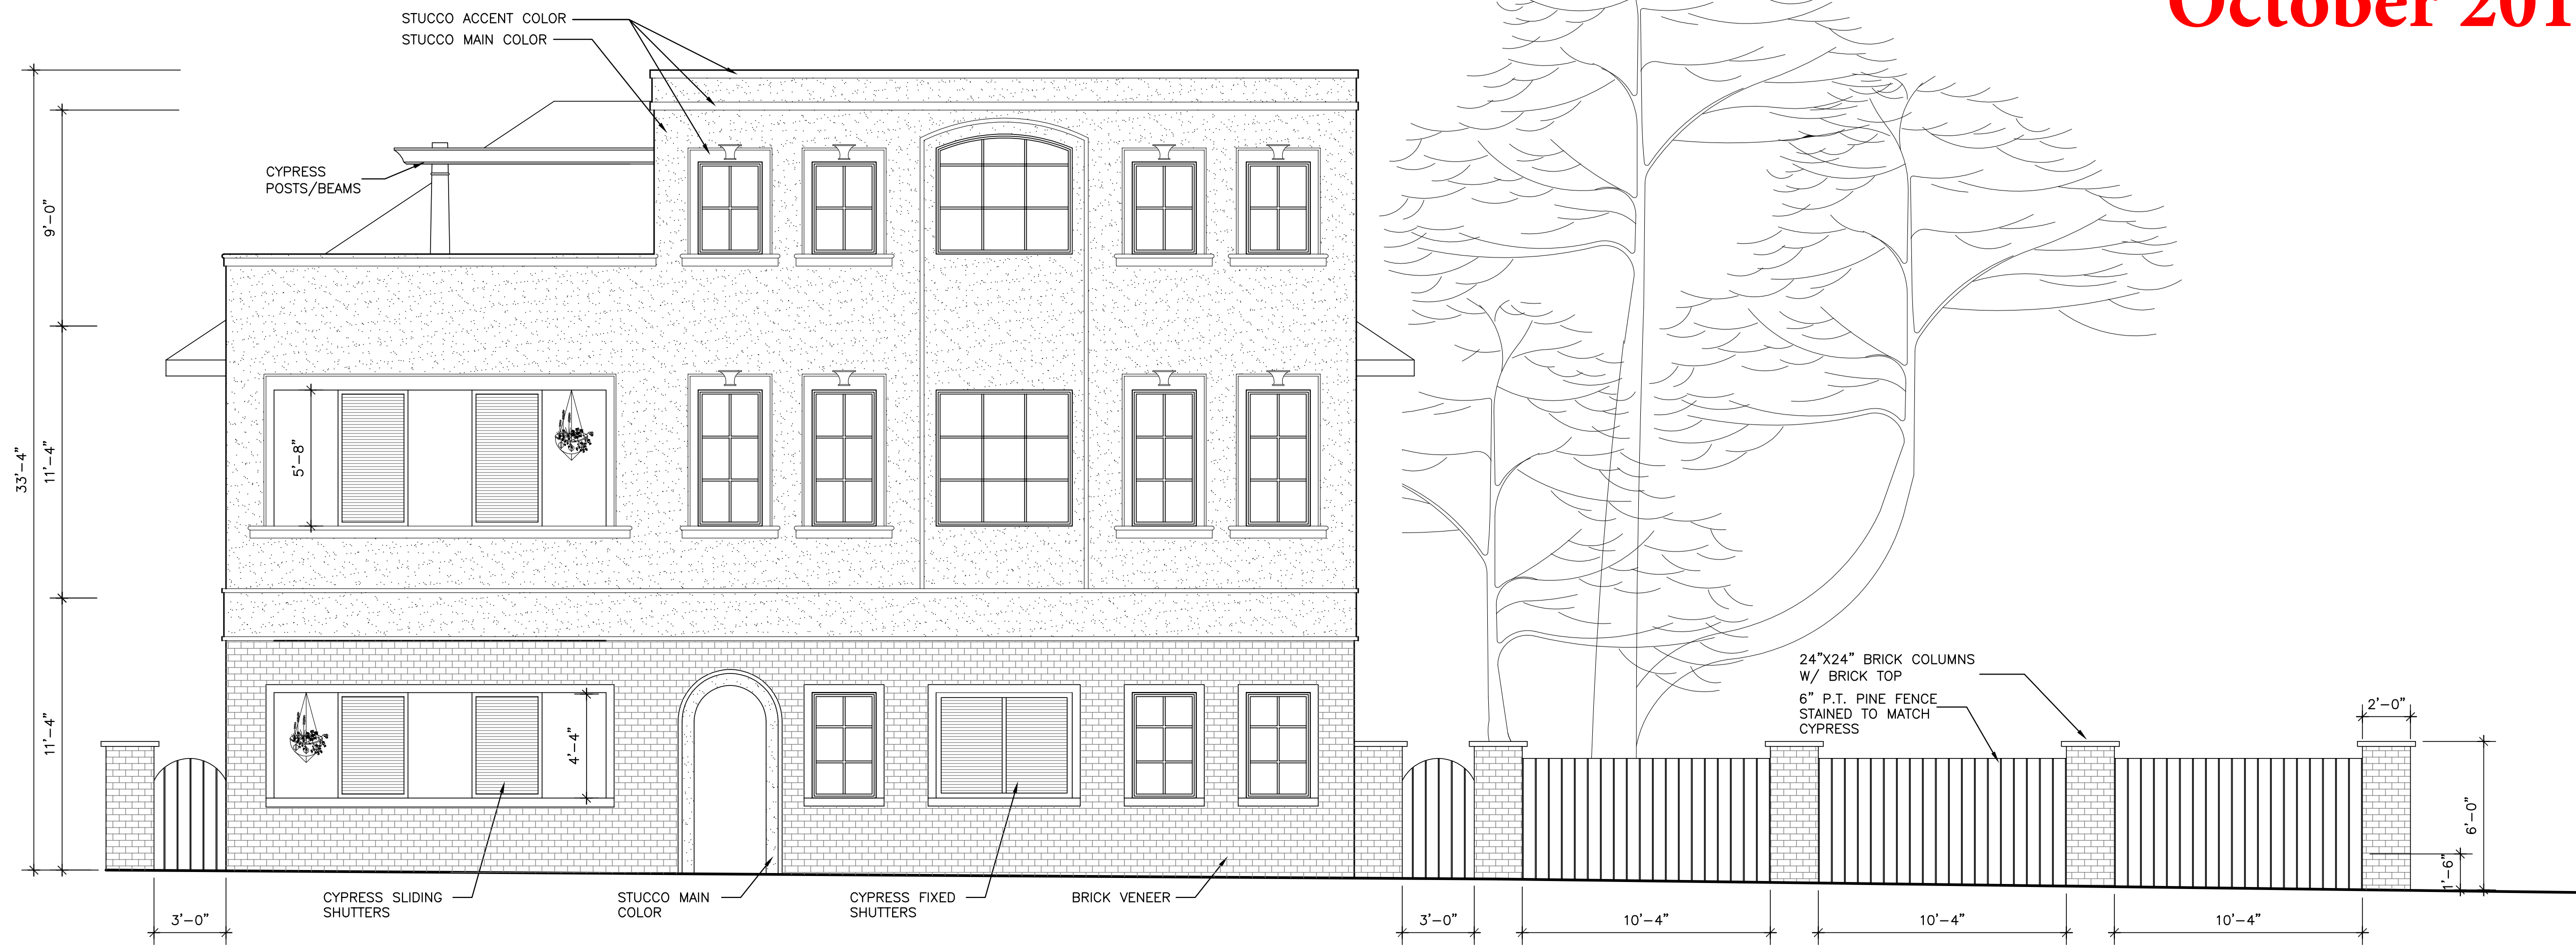 October 201
STUCCO ACCENT COLOR
STUCCO MAIN COLOR
CYPRESS
POSTS/BEAMS
9'-0"
33'-4"
11'-4"
5'-8"
11'-4"
4'-4"
24"X24" BRICK COLUMNS
W/ BRICK TOP
6" P.T. PINE FENCE
STAINED TO MATCH
CYPRESS
2'-0"
6'-0"
1'-6"
CYPRESS SLIDING
SHUTTERS
STUCCO MAIN
COLOR
CYPRESS FIXED
SHUTTERS
BRICK VENEER
3'-0"
3'-0"
10'-4"
10'-4"
10'-4"